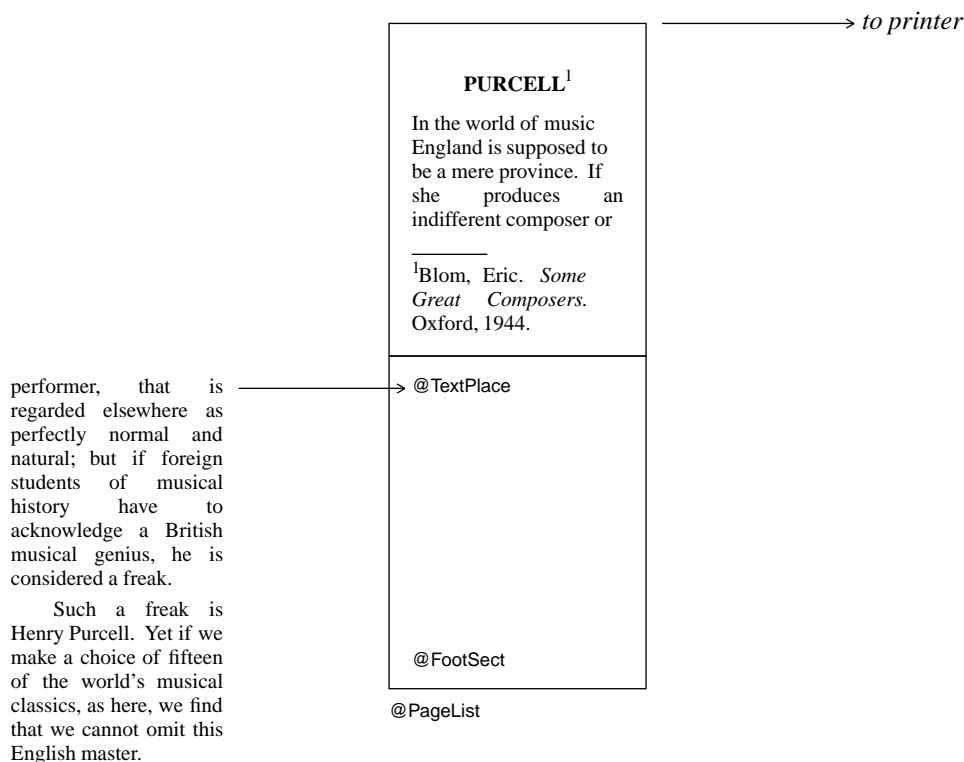 to printer
PURCELL1
In the world of music
England is supposed to
be a mere province. If
she produces an
indifferent composer or
1Blom, Eric. Some
Great Composers.
Oxford, 1944.
performer, that is
regarded elsewhere as
perfectly normal and
natural; but if foreign
students of musical
history have to
acknowledge a British
musical genius, he is
considered a freak.
Such a freak is
Henry Purcell. Yet if we
make a choice of fifteen
of the world's musical
classics, as here, we find
that we cannot omit this
English master.
@TextPlace
@FootSect
@PageList